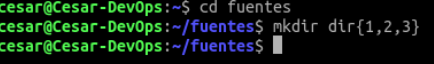 cesar@Cesar-DevOps:~$ cd fuentes
cesar@Cesar-DevOps:~/fuentes$ mkdir dir{1,2,3}
cesar@Cesar-DevOps:~/fuentes$